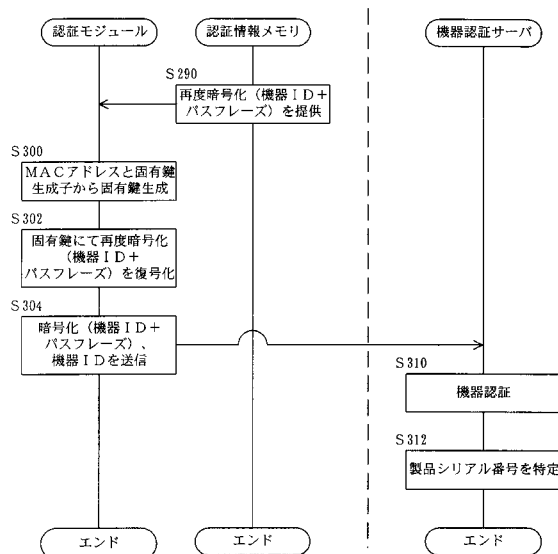 認証モジュール
認証情報メモリ
機器認証サーバ
S290
再度暗号化(機器ID+
パスフレーズ)を提供
S300
MACアドレスと固有鍵
生成子から固有鍵生成
S302
固有鍵にて再度暗号化
(機器ID+
パスフレーズ)を復号化
S304
暗号化(機器ID+
パスフレーズ)、
機器IDを送信
S310
機器認証
S312
製品シリアル番号を特定
エンド
エンド
エンド